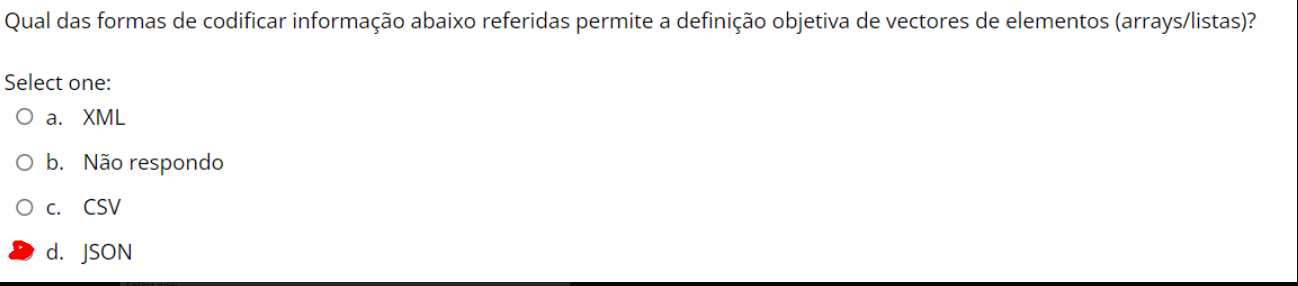 Qual das formas de codificar informação abaixo referidas permite a definição objetiva de vectores de elementos (arrays/listas)?
Select one:
a. XML
b. Não respondo
c. CSV
d. JSON